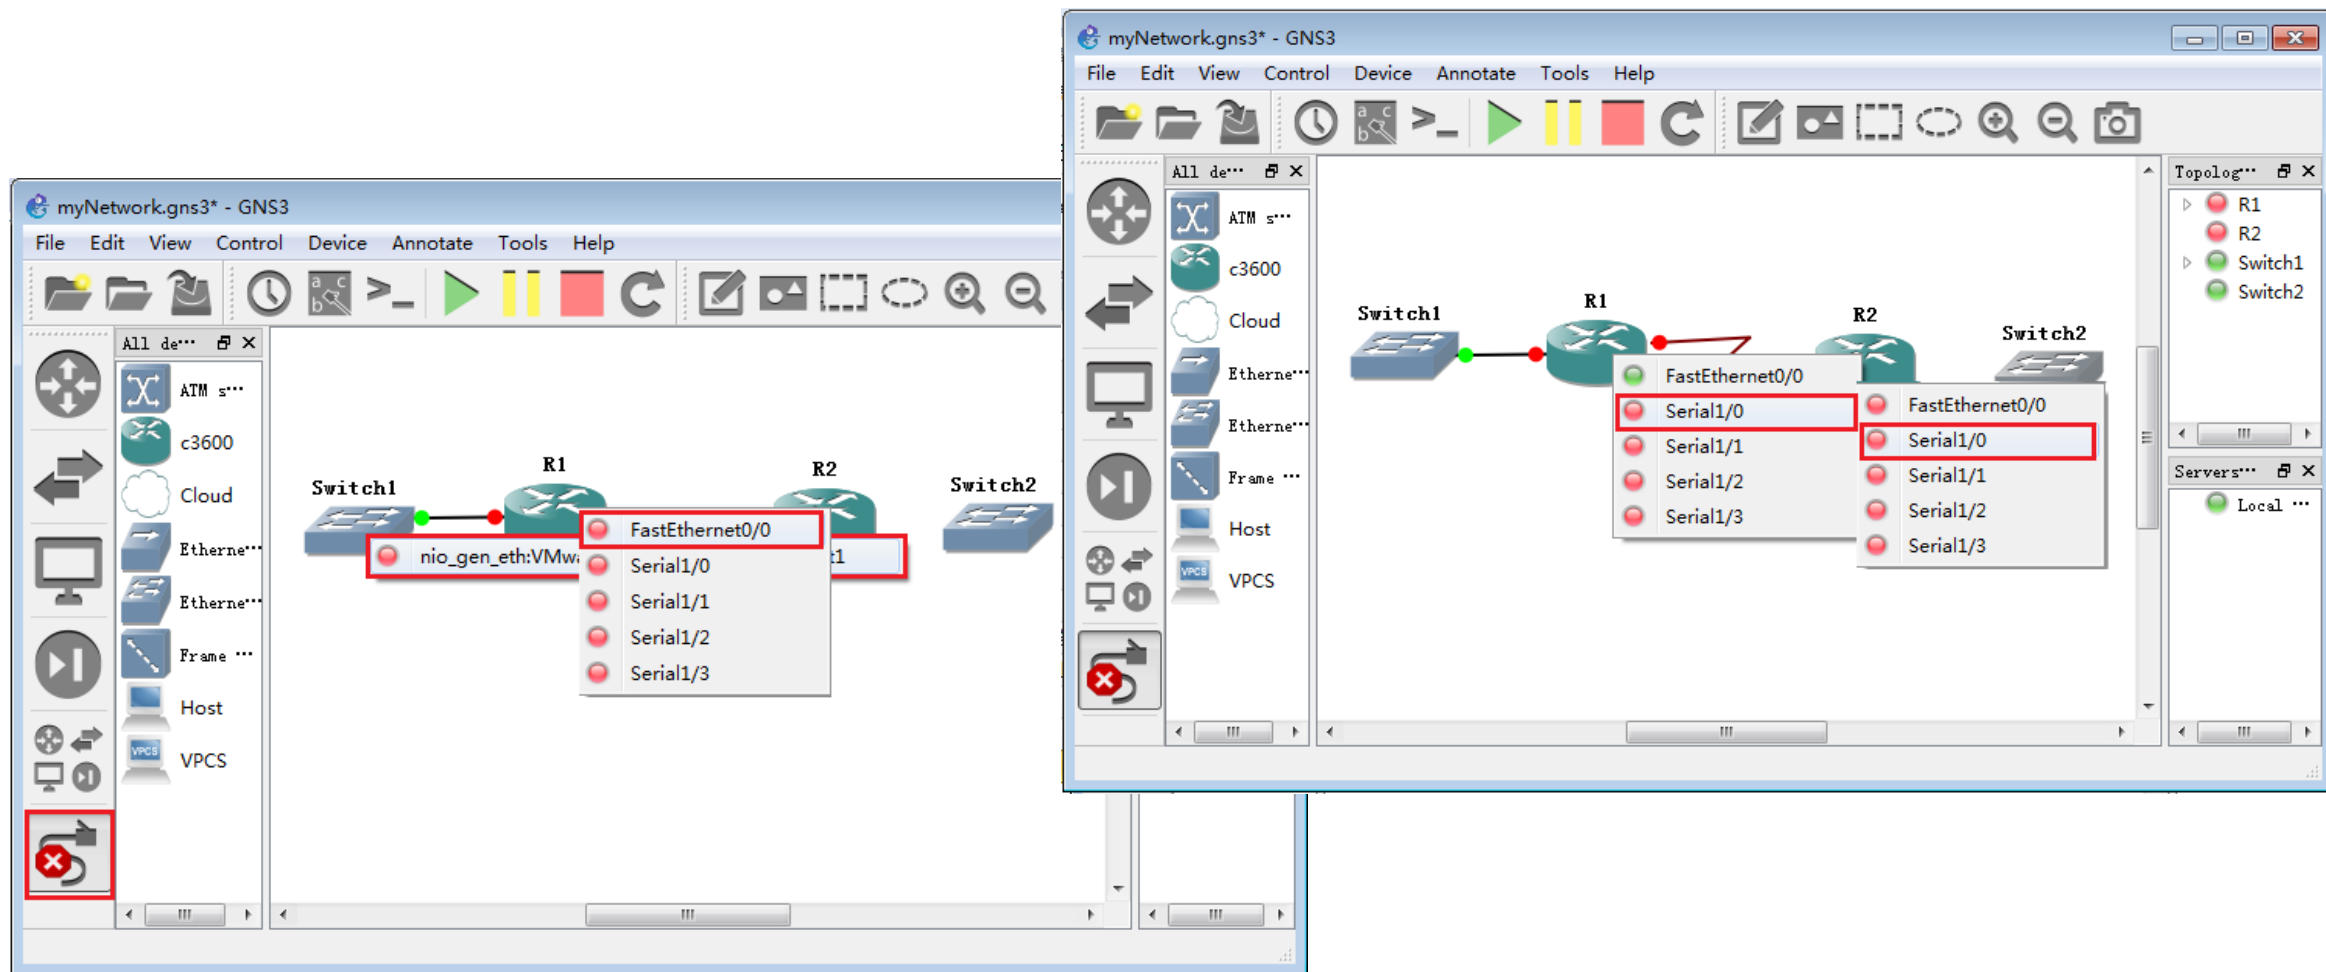 myNetwork.gns3* - GNS3
File Edit View Control Device Annotate Tools Help
All de···
ATM s···
c3600
Cloud
Etherne···
Etherne···
Frame ···
Host
VPCS
VPCS
Switch1
R1
R2
Switch2
nio_gen_eth:VMw
t1
FastEthernet0/0
Serial1/0
Serial1/1
Serial1/2
Serial1/3
myNetwork.gns3* - GNS3
File Edit View Control Device Annotate Tools Help
All de···
ATM s···
c3600
Cloud
Etherne···
Etherne···
Frame ···
Host
VPCS
VPCS
Switch1
R1
R2
Switch2
FastEthernet0/0
Serial1/0
Serial1/1
Serial1/2
Serial1/3
FastEthernet0/0
Serial1/0
Serial1/1
Serial1/2
Serial1/3
Topolog···
R1
R2
Switch1
Switch2
Servers···
Local ···